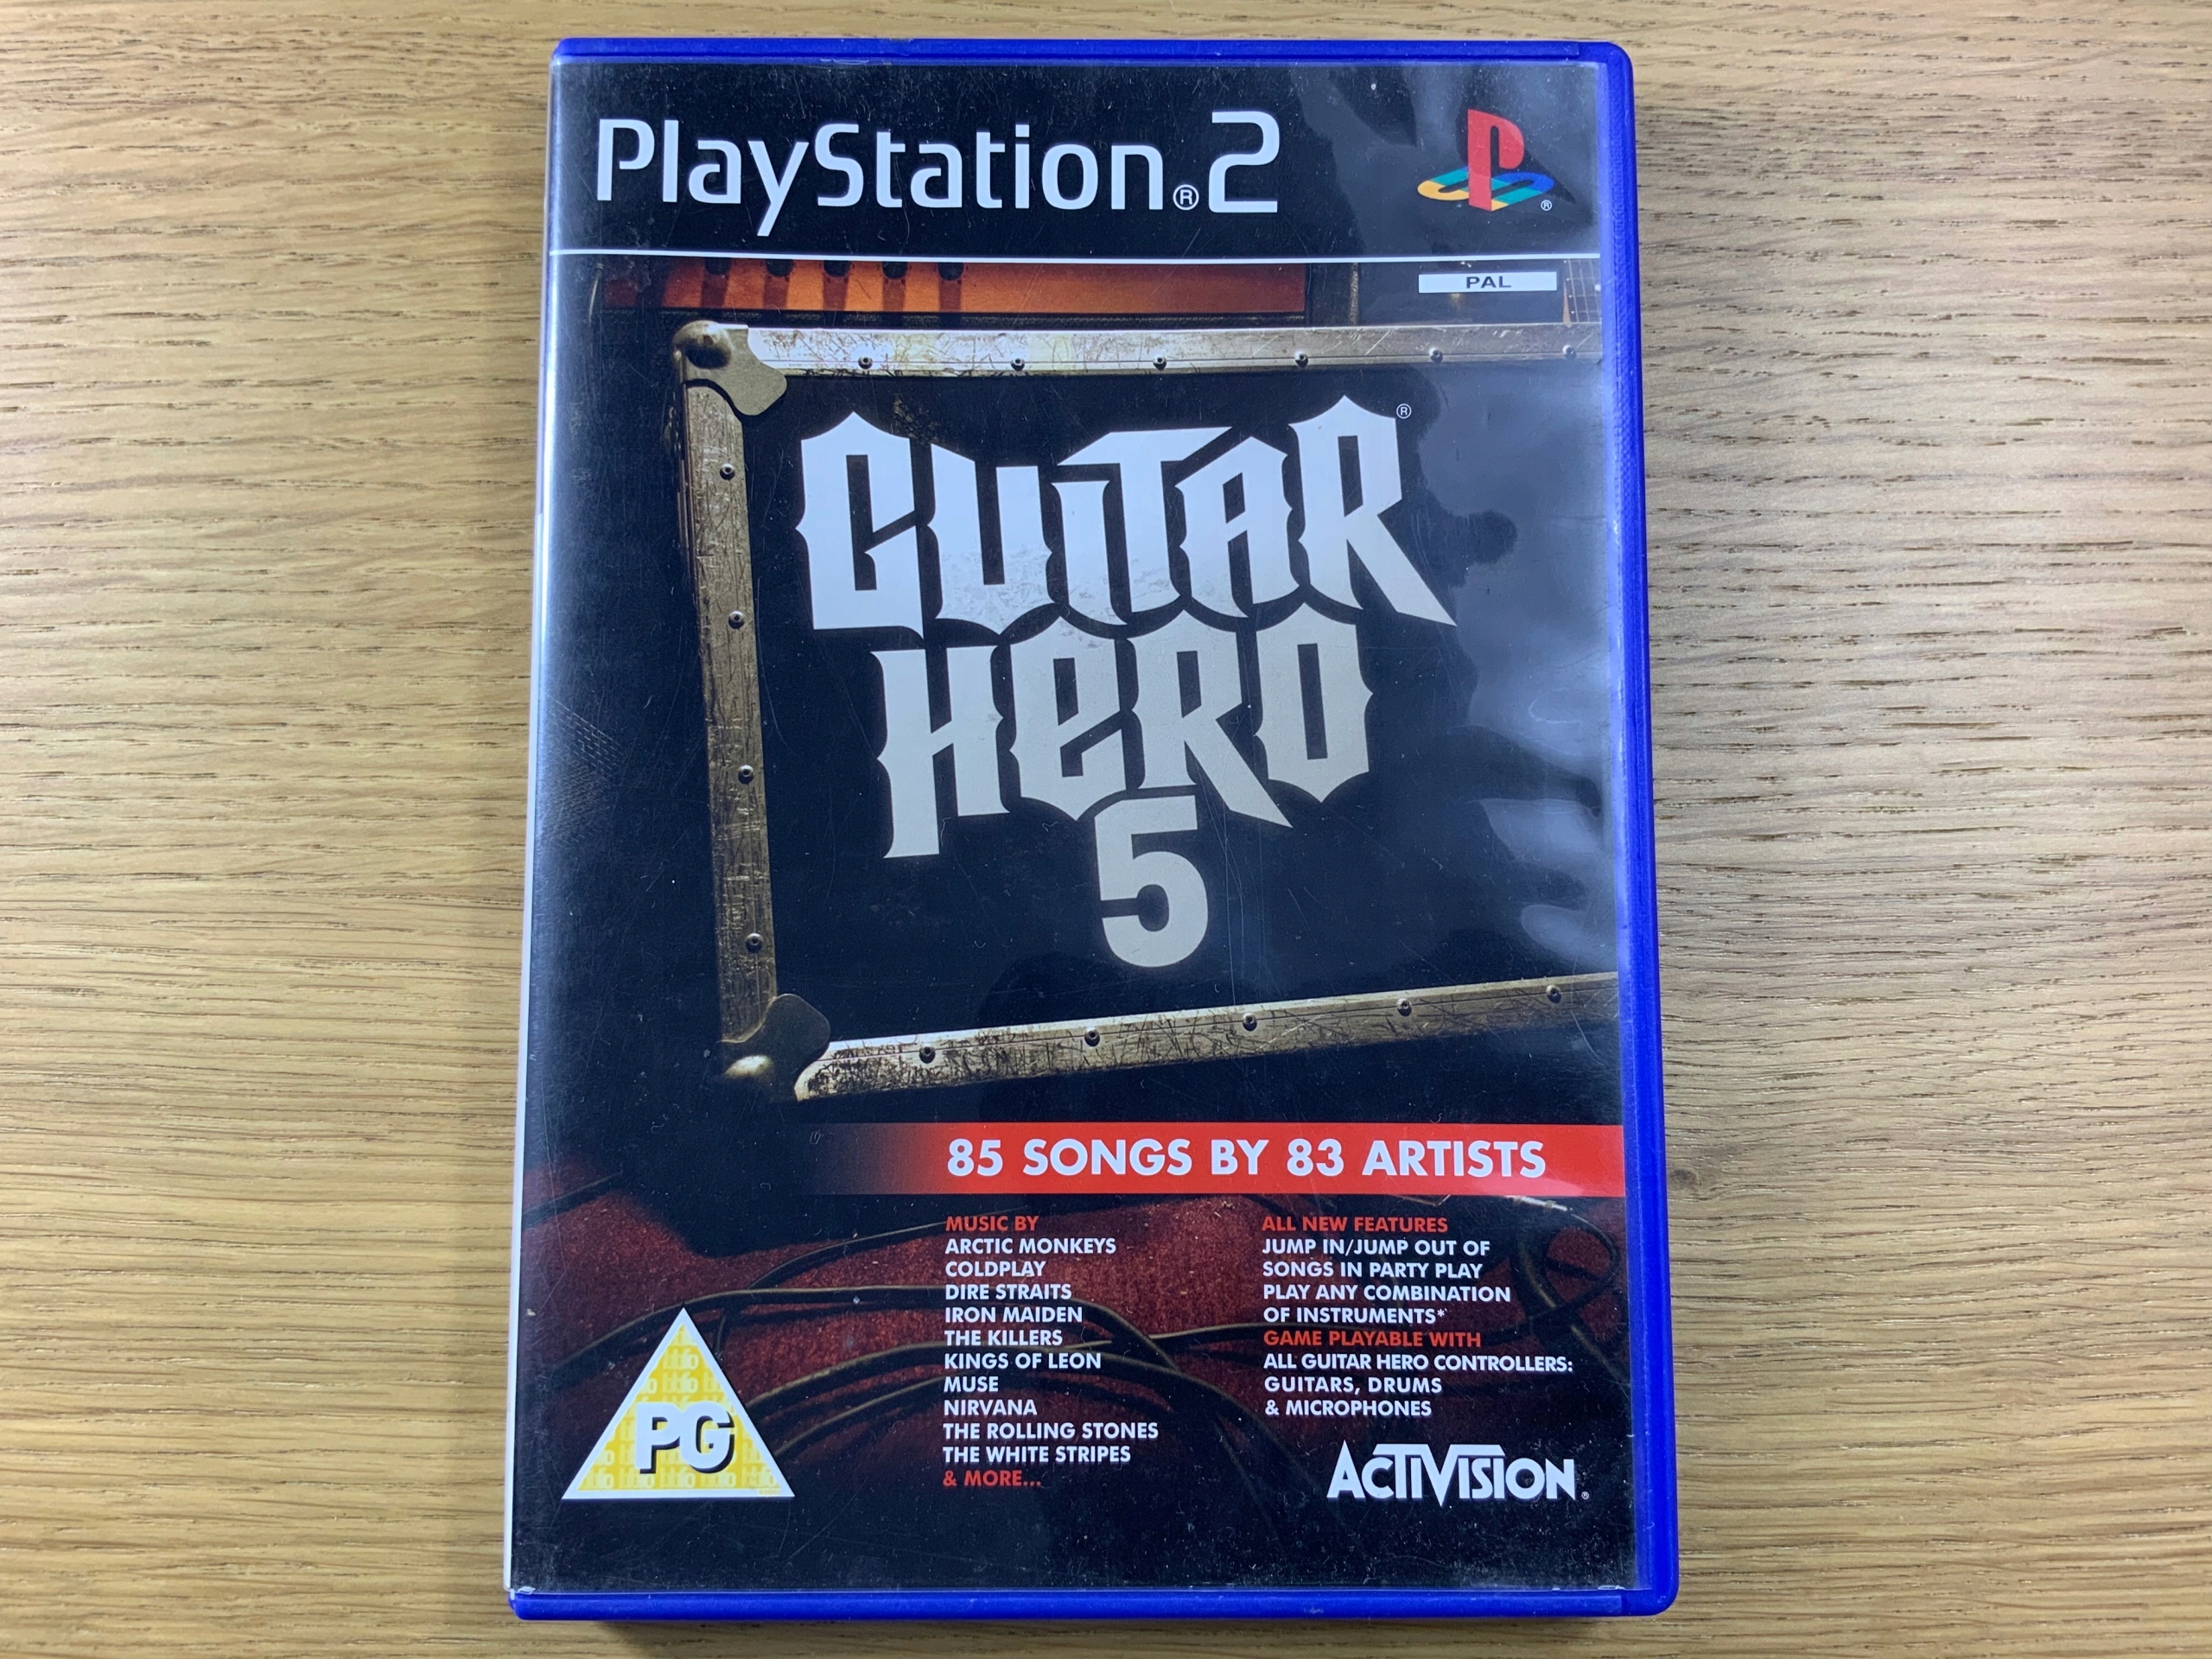 PlayStation®2
PAL
GUITAR®
HERO
5
85 SONGS BY 83 ARTISTS
MUSIC BY
ARCTIC MONKEYS
COLDPLAY
DIRE STRAITS
IRON MAIDEN
THE KILLERS
KINGS OF LEON
MUSE
NIRVANA
THE ROLLING STONES
THE WHITE STRIPES
& MORE...
ALL NEW FEATURES
JUMP IN/JUMP OUT OF
SONGS IN PARTY PLAY
PLAY ANY COMBINATION
OF INSTRUMENTS*
GAME PLAYABLE WITH
ALL GUITAR HERO CONTROLLERS:
GUITARS, DRUMS
& MICROPHONES
PG
ACTIVISION®